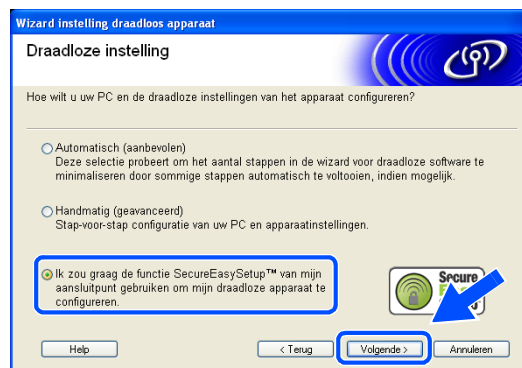 Wizard instelling draadloos apparaat
Draadloze instelling
Hoe wilt u uw PC en de draadloze instellingen van het apparaat configureren?
Automatisch (aanbevolen)
Deze selectie probeert om het aantal stappen in de wizard voor draadloze software te
minimaliseren door sommige stappen automatisch te voltooien, indien mogelijk.
Handmatig (geavanceerd)
Stap-voor-stap configuratie van uw PC en apparaatinstellingen.
Ik zou graag de functie SecureEasySetup™ van mijn
aansluitpunt gebruiken om mijn draadloze apparaat te
configureren.
Secure
Help
< Terug
Volgende >
Annuleren